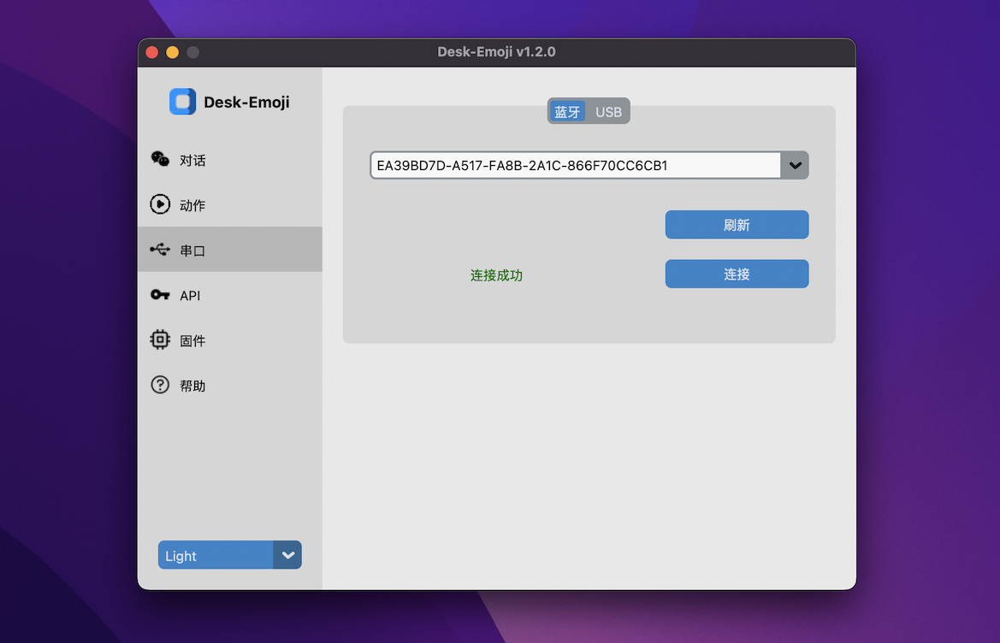 Desk-Emoji v1.2.0
Desk-Emoji
对话
动作
串口
API
固件
帮助
Light
蓝牙 USB
EA39BD7D-A517-FA8B-2A1C-866F70CC6CB1
刷新
连接成功
连接